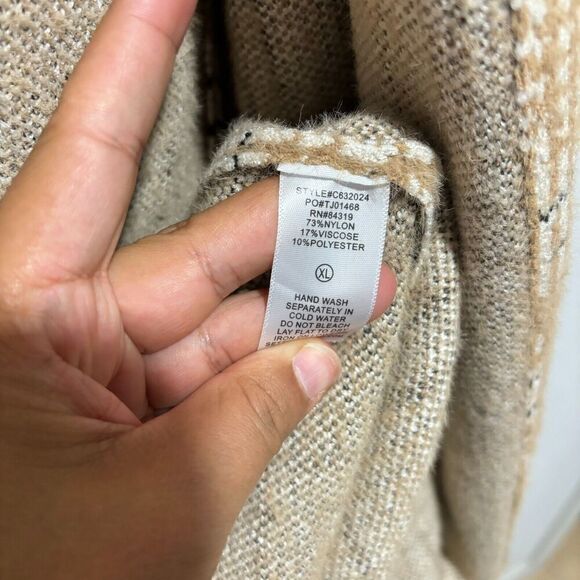 STYLE#C632024
PO#TJ01468
RN#84319
73%NYLON
17%VISCOSE
10%POLYESTER
XL
HAND WASH
SEPARATELY IN
COLD WATER
DO NOT BLEACH
LAY FLAT TO
IRON